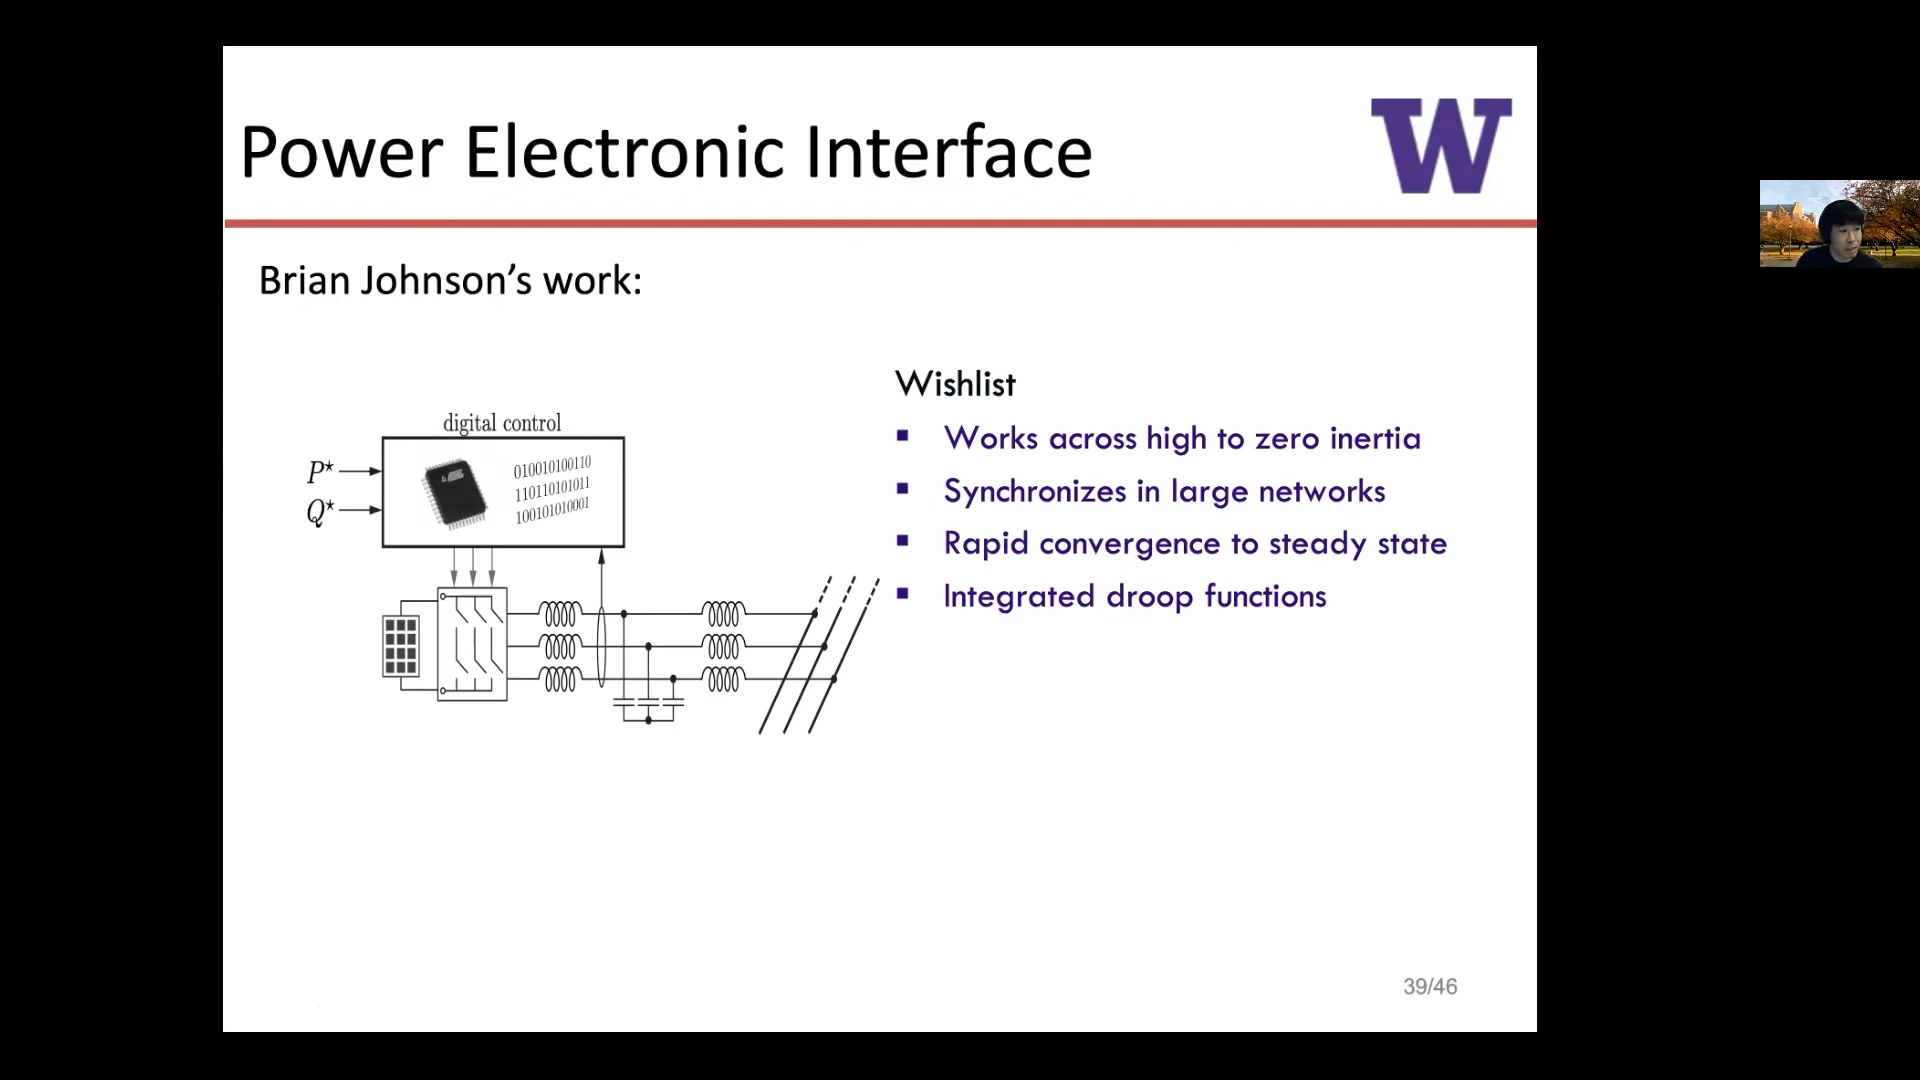 Power Electronic Interface
W
Brian Johnson’s work:
digital control
P*
Q*
010010100110
110110101011
100101010001
Wishlist
▪ Works across high to zero inertia
▪ Synchronizes in large networks
▪ Rapid convergence to steady state
▪ Integrated droop functions
39/46